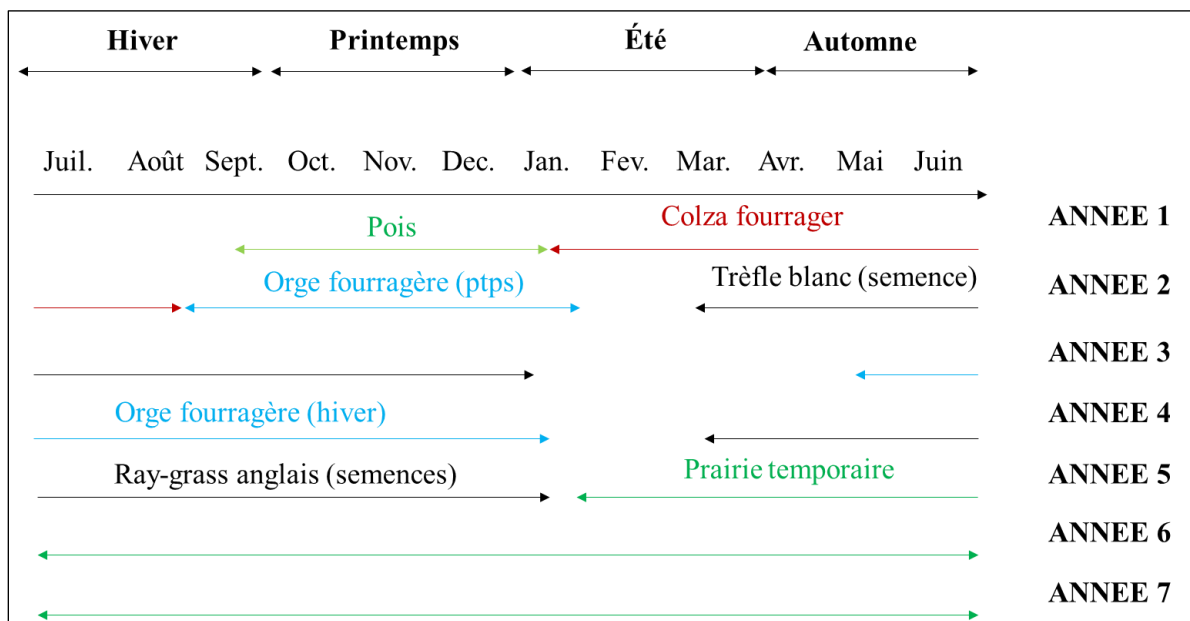 Hiver Printemps Été Automne
Juil. Août Sept. Oct. Nov. Dec. Jan. Fev. Mar. Avr. Mai Juin
Pois Colza fourrager ANNEE 1
Orge fourragère (ptps) Trèfle blanc (semence) ANNEE 2
ANNEE 3
Orge fourragère (hiver) ANNEE 4
Ray-grass anglais (semences) Prairie temporaire ANNEE 5
ANNEE 6
ANNEE 7